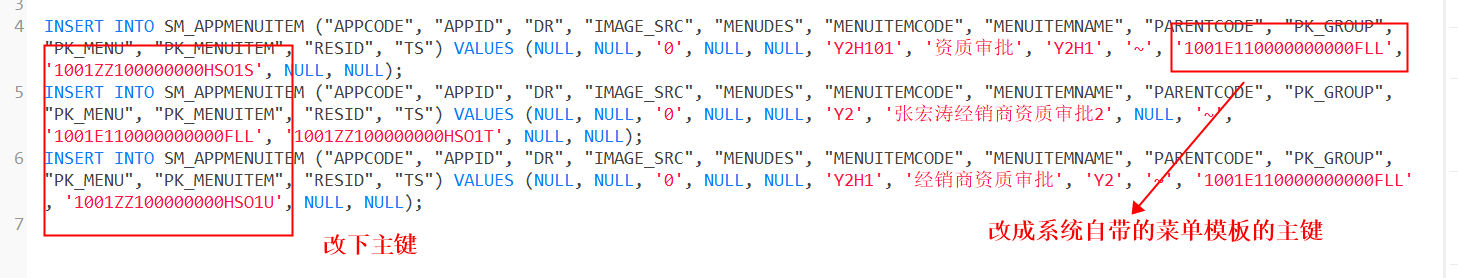 3
4 INSERT INTO SM_APPMENUITEM ("APPCODE", "APPID", "DR", "IMAGE_SRC", "MENUDES", "MENUITEMCODE", "MENUITEMNAME", "PARENTCODE", "PK_GROUP",
"PK_MENU", "PK_MENUITEM", "RESID", "TS") VALUES (NULL, NULL, '0', NULL, NULL, 'Y2H101', '资质审批', 'Y2H1', '~', '1001E110000000000FLL',
'1001ZZ100000000HSO1S', NULL, NULL);
5 INSERT INTO SM_APPMENUITEM ("APPCODE", "APPID", "DR", "IMAGE_SRC", "MENUDES", "MENUITEMCODE", "MENUITEMNAME", "PARENTCODE", "PK_GROUP",
"PK_MENU", "PK_MENUITEM", "RESID", "TS") VALUES (NULL, NULL, '0', NULL, NULL, 'Y2', '张宏涛经销商资质审批2', NULL, '~',
'1001E110000000000FLL', '1001ZZ100000000HSO1T', NULL, NULL);
6 INSERT INTO SM_APPMENUITEM ("APPCODE", "APPID", "DR", "IMAGE_SRC", "MENUDES", "MENUITEMCODE", "MENUITEMNAME", "PARENTCODE", "PK_GROUP",
"PK_MENU", "PK_MENUITEM", "RESID", "TS") VALUES (NULL, NULL, '0', NULL, NULL, 'Y2H1', '经销商资质审批', 'Y2', '~', '1001E110000000000FLL'
, '1001ZZ100000000HSO1U', NULL, NULL);
7
改下主键
改成系统自带的菜单模板的主键